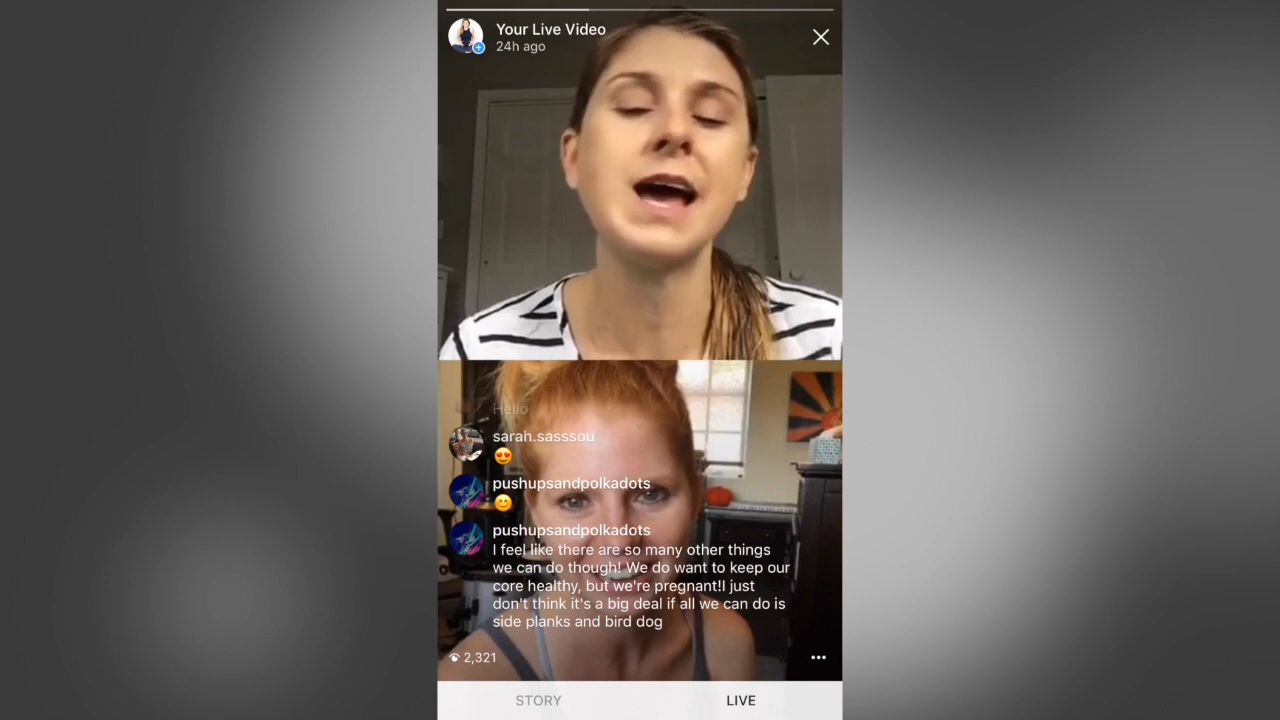 Your Live Video
24h ago
Hello
sarah.sasssou
😍
pushupsandpolkadots
😊
pushupsandpolkadots
I feel like there are so many other things
we can do though! We do want to keep our
core healthy, but we're pregnant!I just
don't think it's a big deal if all we can do is
side planks and bird dog
2,321
STORY
LIVE